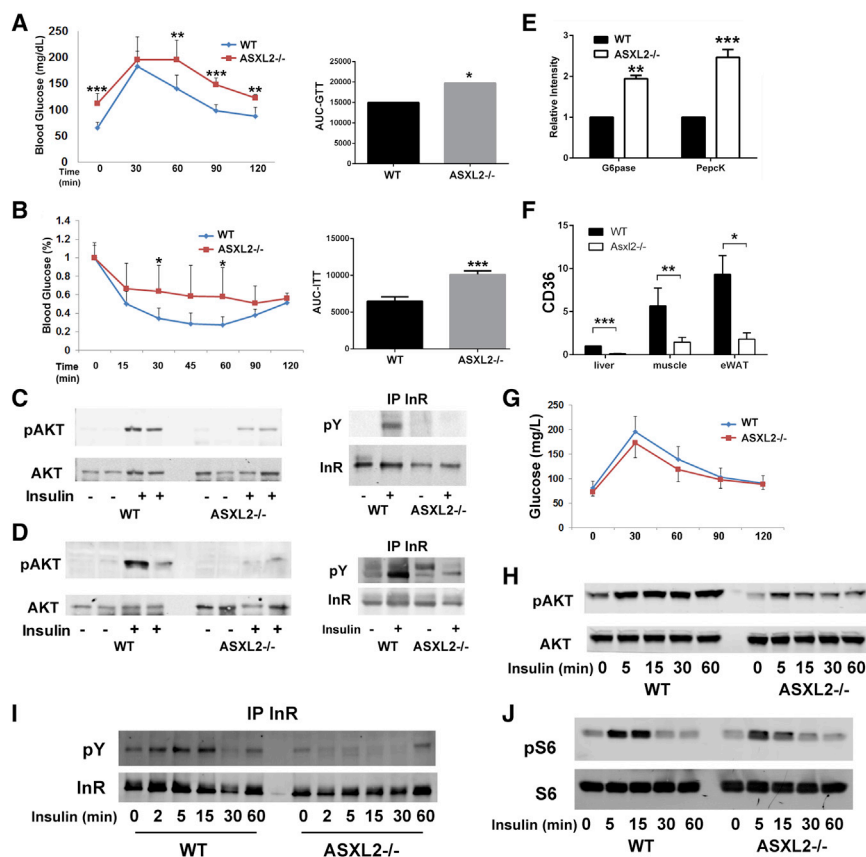 A
Blood Glucose (mg/dL)
300
250
200
150
100
50
0
***
**
***
**
WT
ASXL2-/-
Time (min)
0 30 60 90 120
AUC-GTT
25000
20000
15000
10000
5000
0
*
WT ASXL2-/-
B
Blood Glucose (%)
1.4
1.2
1
0.8
0.6
0.4
0.2
0
*
*
WT
ASXL2-/-
Time (min)
0 15 30 45 60 90 120
AUC-ITT
15000
10000
5000
0
***
WT ASXL2-/-
C
pAKT
AKT
Insulin - - + + - - + +
WT ASXL2-/-
IP InR
pY
InR
- + - +
WT ASXL2-/-
D
pAKT
AKT
Insulin - - + + - - + +
WT ASXL2-/-
IP InR
pY
InR
Insulin - + - +
WT ASXL2-/-
E
Relative Intensity
3
2
1
0
**
***
WT
ASXL2-/-
G6pase PepcK
F
CD36
15
10
5
0
***
**
*
WT
Asxl2-/-
liver muscle eWAT
G
Glucose (mg/L)
250
200
150
100
50
0
WT
ASXL2-/-
0 30 60 90 120
H
pAKT
AKT
Insulin (min) 0 5 15 30 60 0 5 15 30 60
WT ASXL2-/-
I
IP InR
pY
InR
Insulin (min) 0 2 5 15 30 60 0 2 5 15 30 60
WT ASXL2-/-
J
pS6
S6
Insulin (min) 0 5 15 30 60 0 5 15 30 60
WT ASXL2-/-